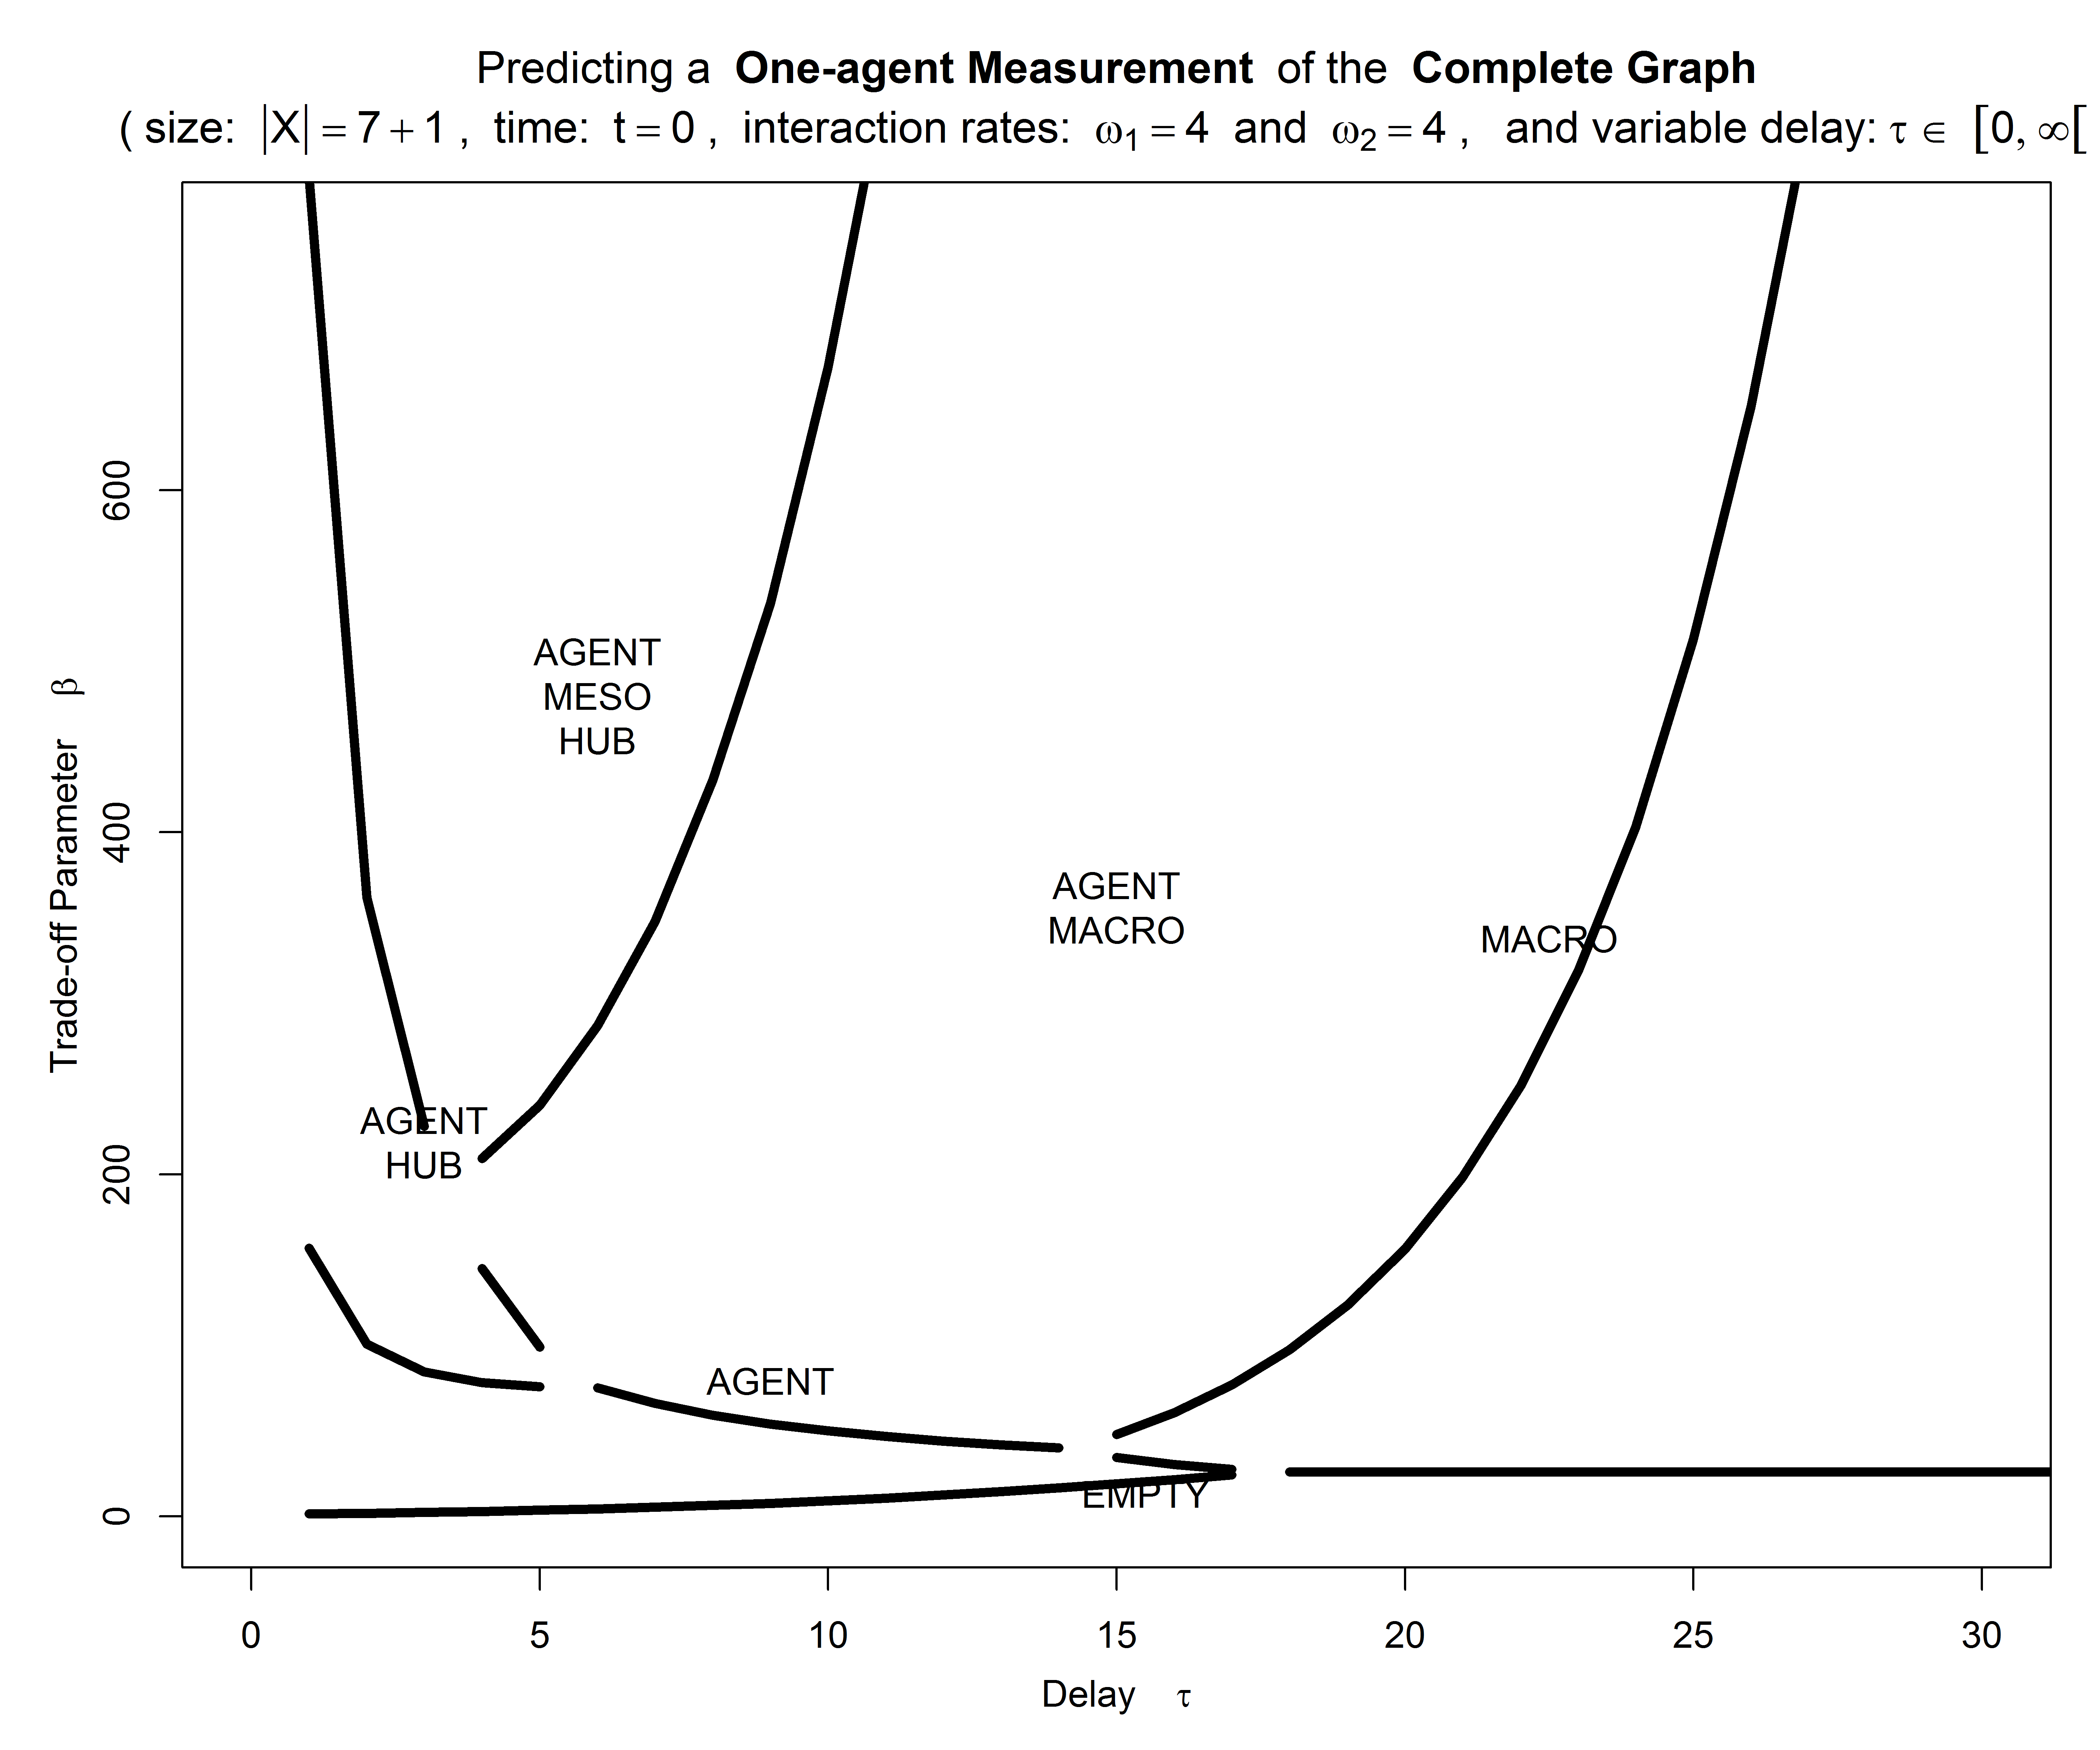 Predicting a One-agent Measurement of the Complete Graph
( size: |X| = 7 + 1 , time: t = 0 , interaction rates: ω1 = 4 and ω2 = 4 , and variable delay: τ ∈ [0, ∞[
600
400
200
0
Trade-off Parameter β
AGENT
MESO
HUB
AGENT
MACRO
MACRO
AGENT
HUB
AGENT
EMPTY
0 5 10 15 20 25 30
Delay τ